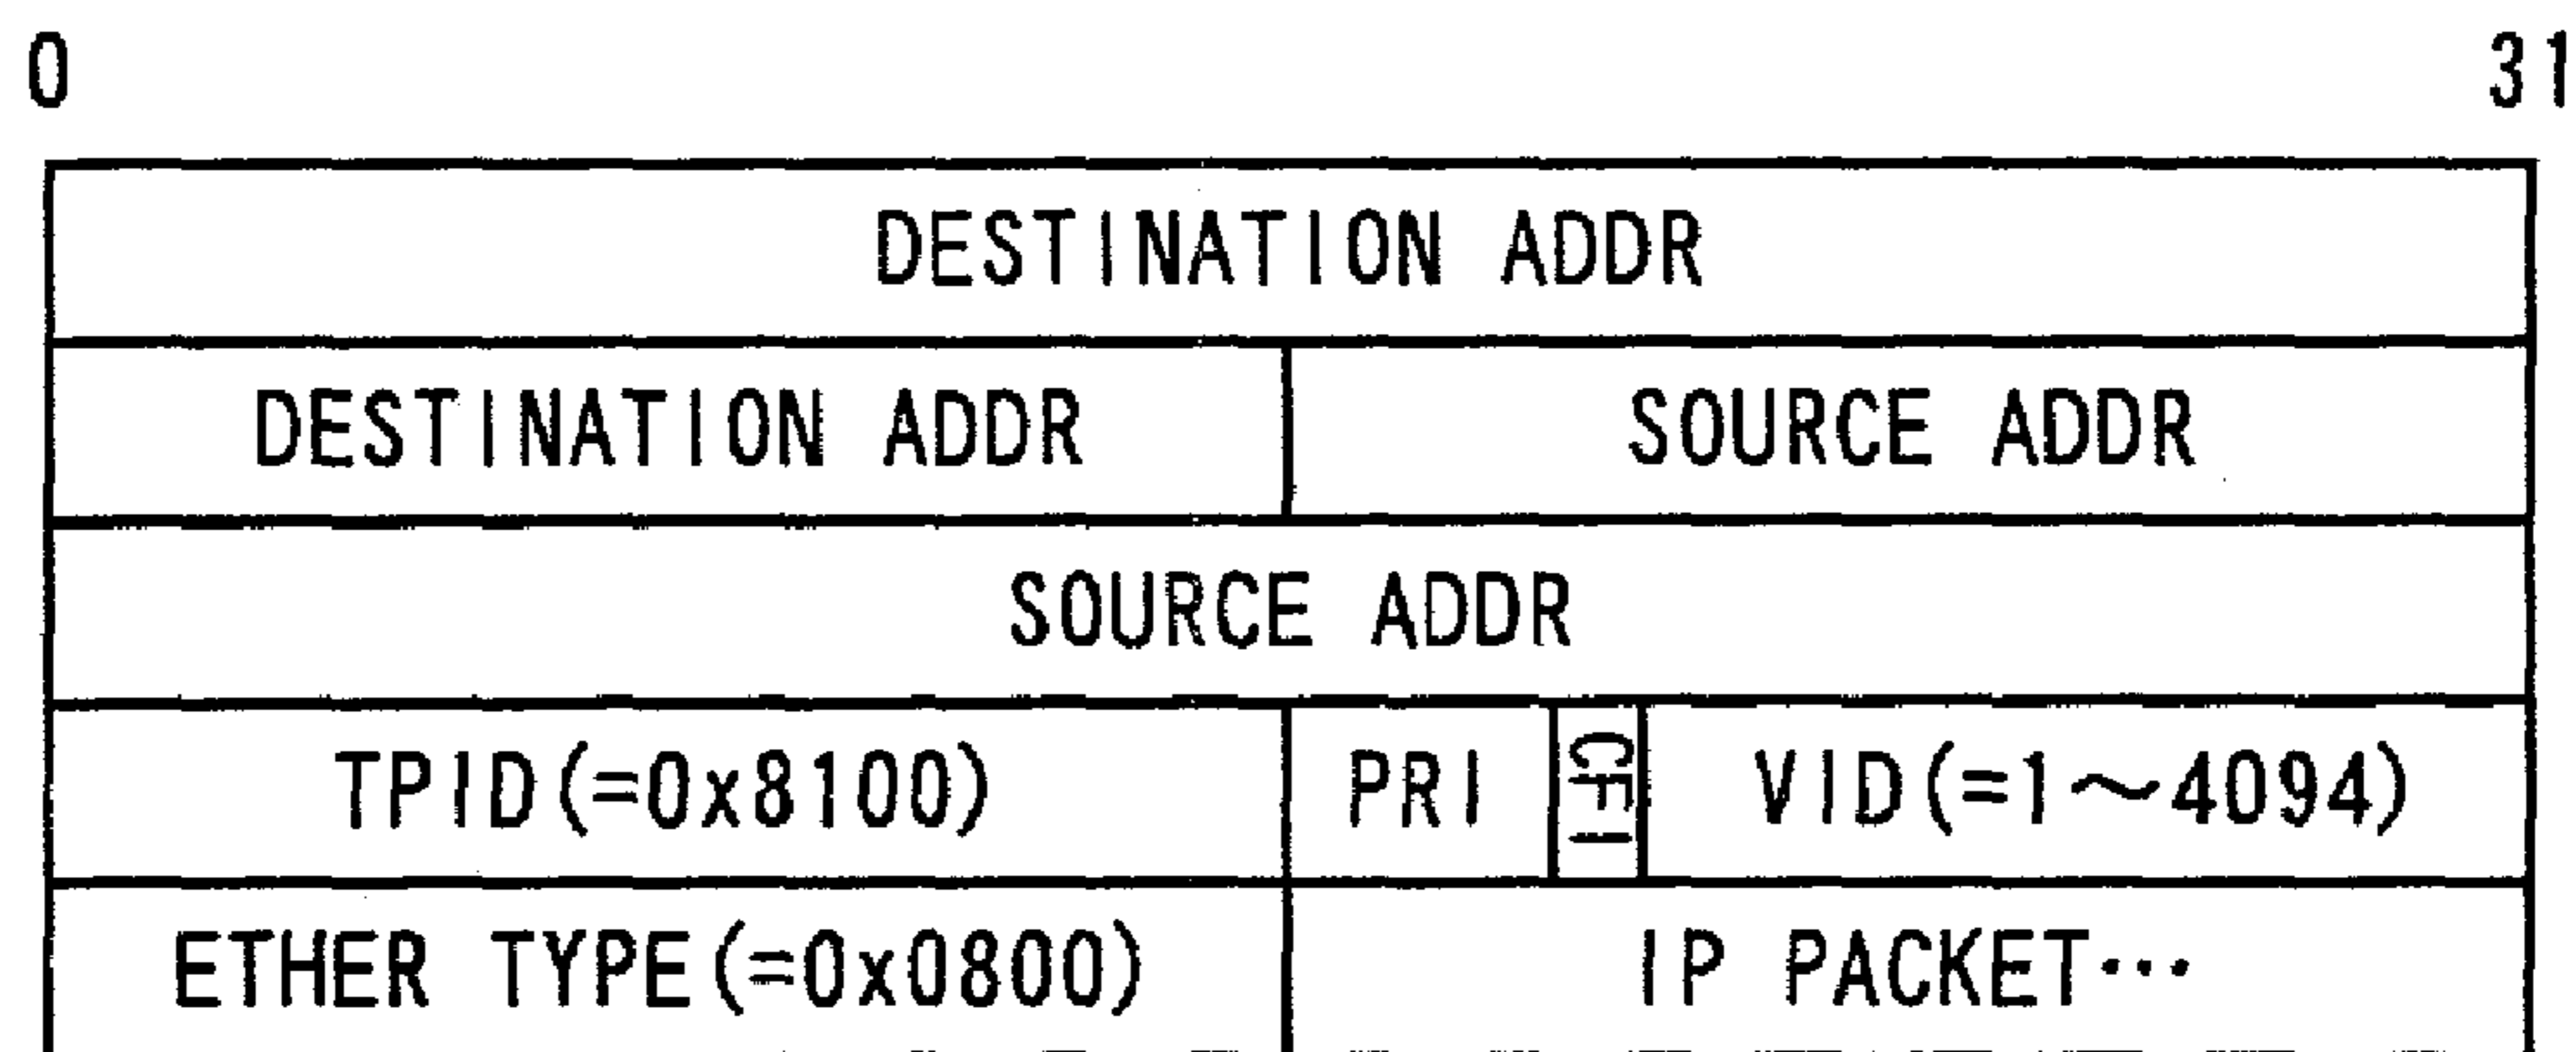 0 31
DESTINATION ADDR
DESTINATION ADDR SOURCE ADDR
SOURCE ADDR
TPID(=0x8100) PRI CFI VID(=1～4094)
ETHER TYPE(=0x0800) IP PACKET···